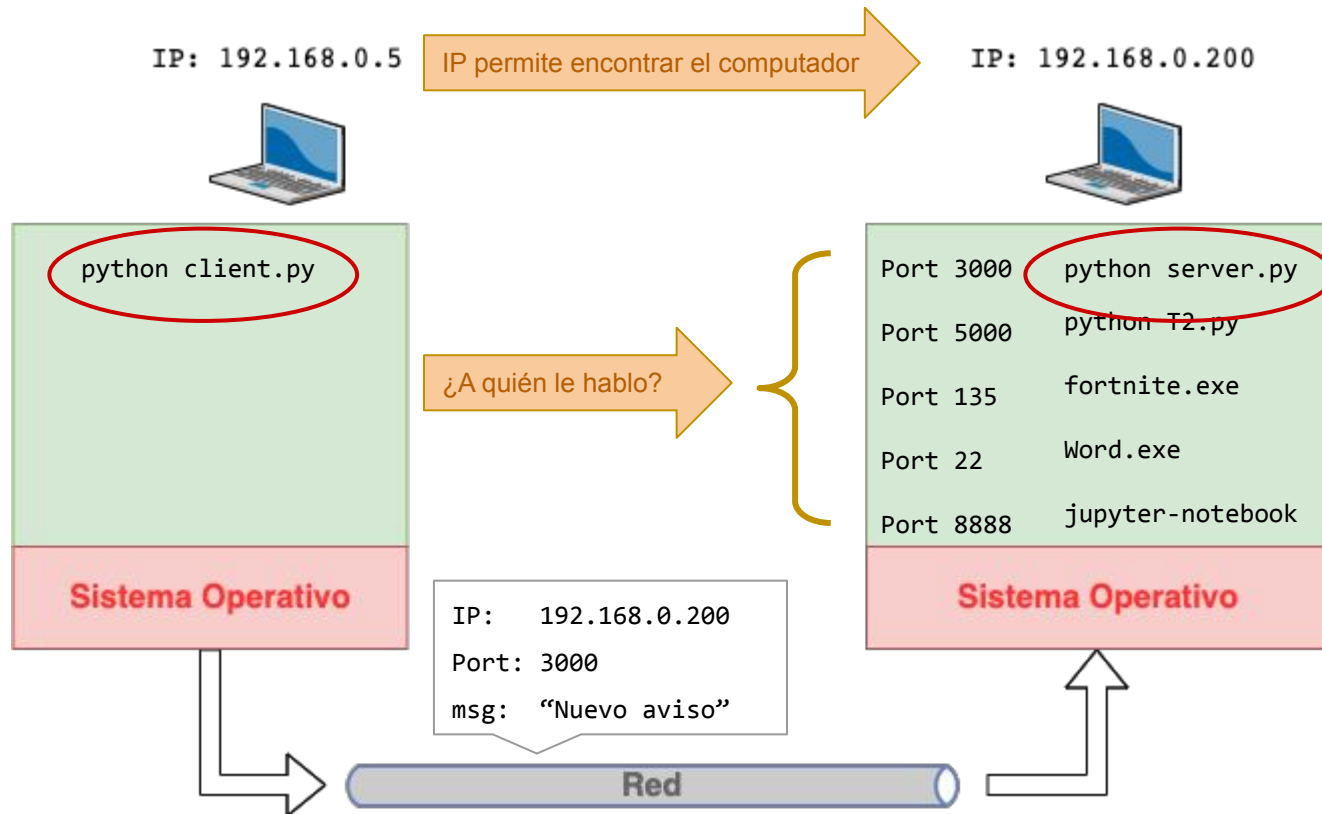 IP: 192.168.0.5
IP permite encontrar el computador
IP: 192.168.0.200
python client.py
¿A quién le hablo?
Port 3000 python server.py
Port 5000 python T2.py
Port 135 fortnite.exe
Port 22 Word.exe
Port 8888 jupyter-notebook
Sistema Operativo
Sistema Operativo
IP: 192.168.0.200
Port: 3000
msg: “Nuevo aviso”
Red